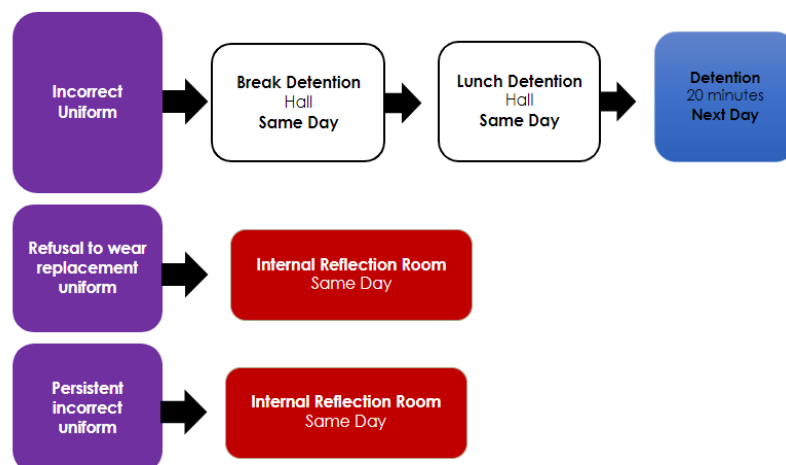 Incorrect
Uniform
Break Detention
Hall
Same Day
Lunch Detention
Hall
Same Day
Detention
20 minutes
Next Day
Refusal to wear
replacement
uniform
Internal Reflection Room
Same Day
Persistent
incorrect
uniform
Internal Reflection Room
Same Day